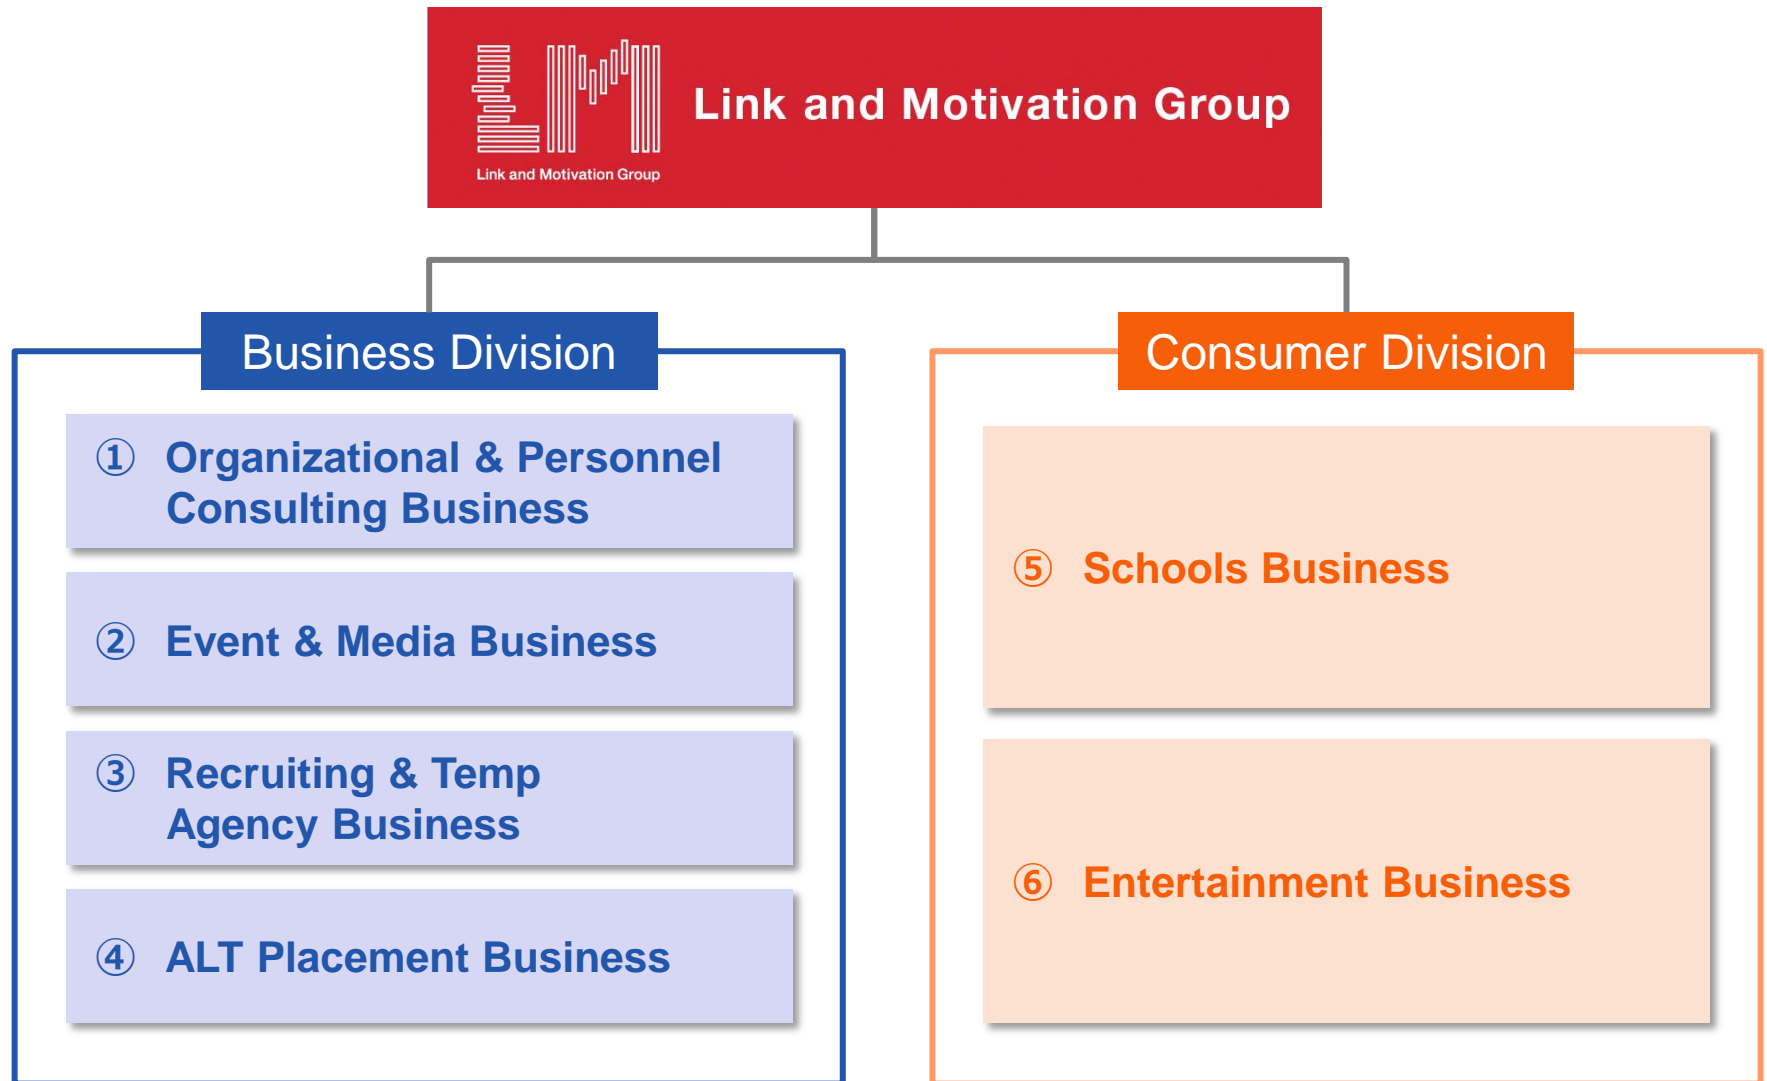 LM
Link and Motivation Group
Link and Motivation Group
Business Division
① Organizational & Personnel
Consulting Business
② Event & Media Business
③ Recruiting & Temp
Agency Business
④ ALT Placement Business
Consumer Division
⑤ Schools Business
⑥ Entertainment Business